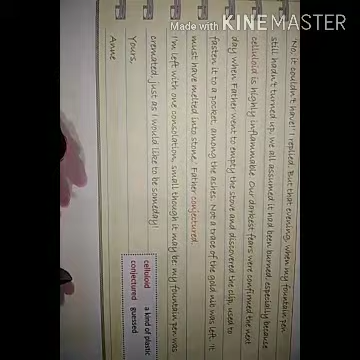 Made with KINEMASTER
'No, it couldn't have!' I replied. But that evening, when my fountain pen
still hadn't turned up, we all assumed it had been burned, especially because
celluloid is highly inflammable. Our darkest fears were confirmed the next
day when Father went to empty the stove and discovered the clip, used to
fasten it to a pocket, among the ashes. Not a trace of the gold nib was left. 'It
must have melted into stone,' Father conjectured.
I'm left with one consolation, small though it may be: my fountain pen was
cremated, just as I would like to be someday!
Yours,
Anne
celluloid a kind of plastic
conjectured guessed